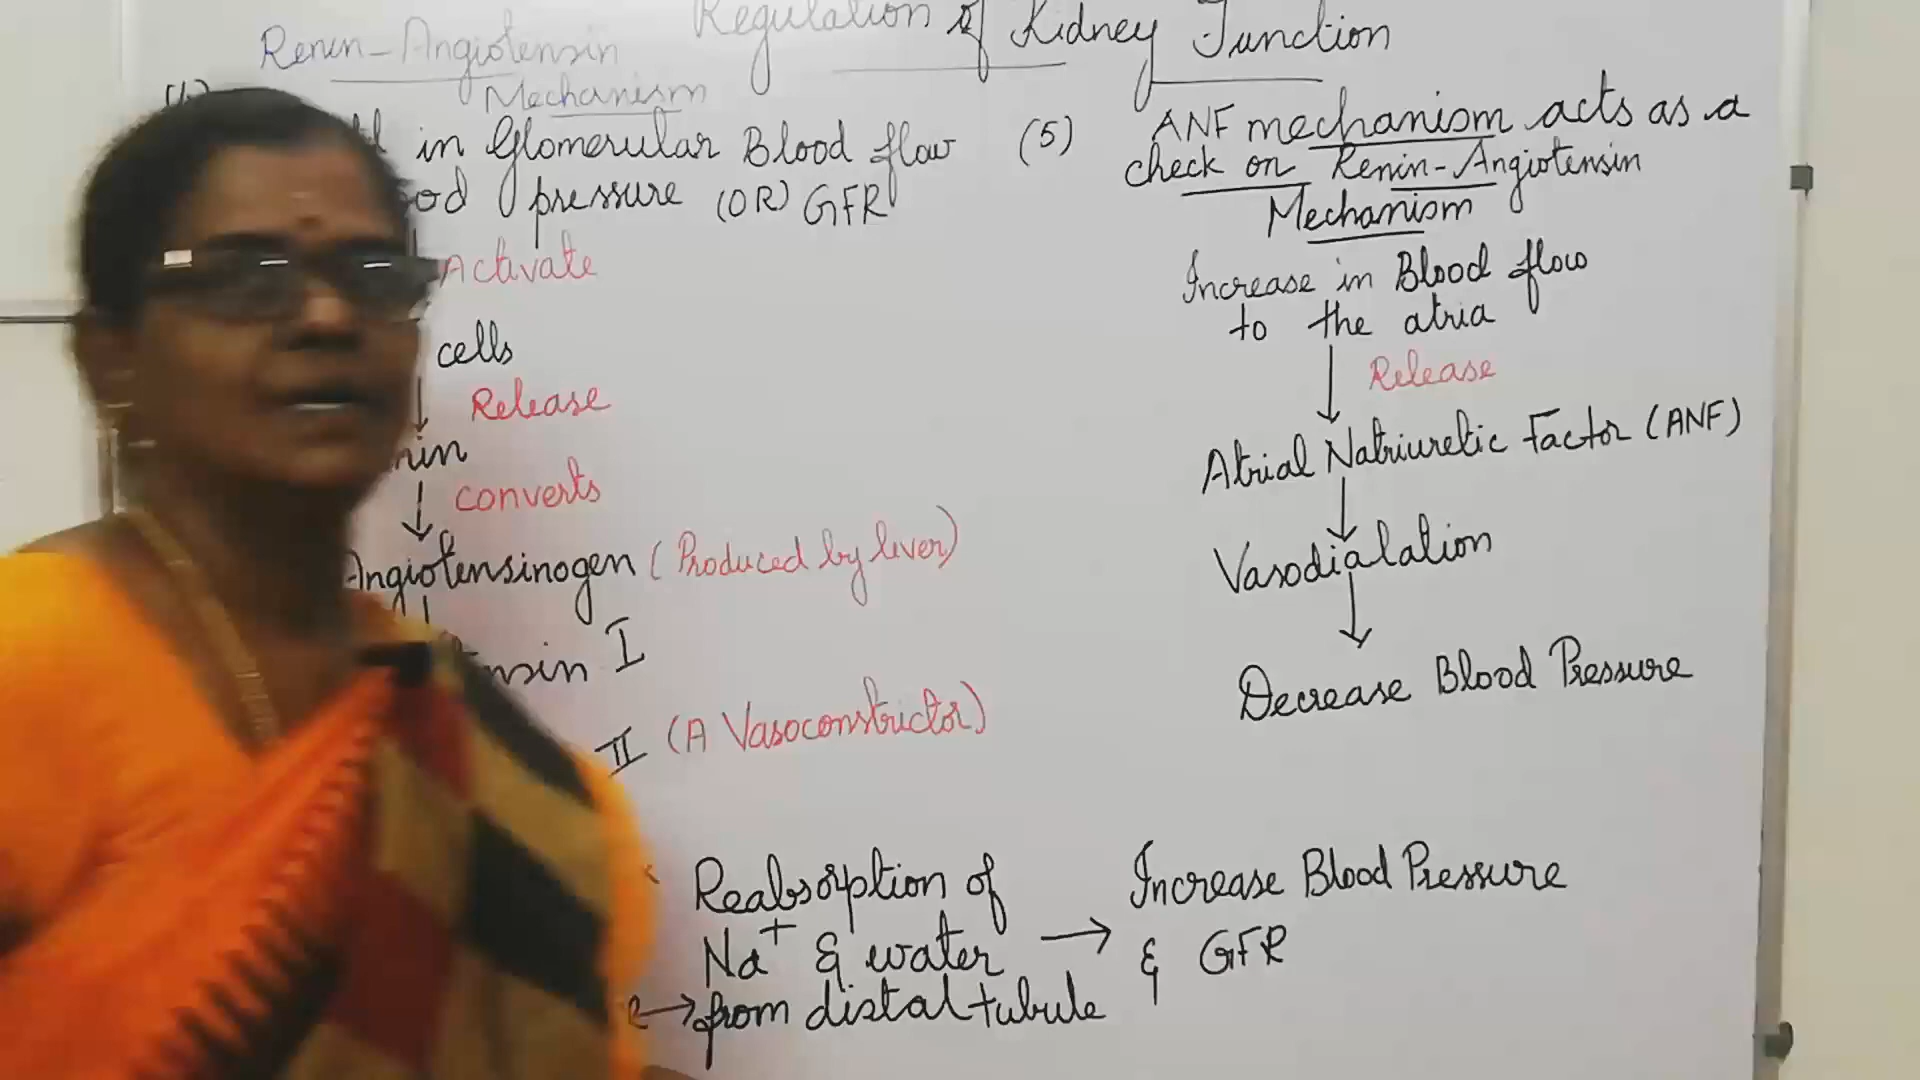 Regulation of Kidney Function
Renin-Angiotensin
Mechanism
in Glomerular Blood flow
pressure (OR) GFR
Activate
cells
Release
converts
Angiotensinogen (Produced by liver)
I
II (A Vasoconstrictor)
Reabsorption of
Na+ & water
→ from distal tubule
→ Increase Blood Pressure
& GFR
(5) ANF mechanism acts as a
check on Renin-Angiotensin
Mechanism
Increase in Blood flow
to the atria
Release
Atrial Natriuretic Factor (ANF)
Vasodialation
Decrease Blood Pressure